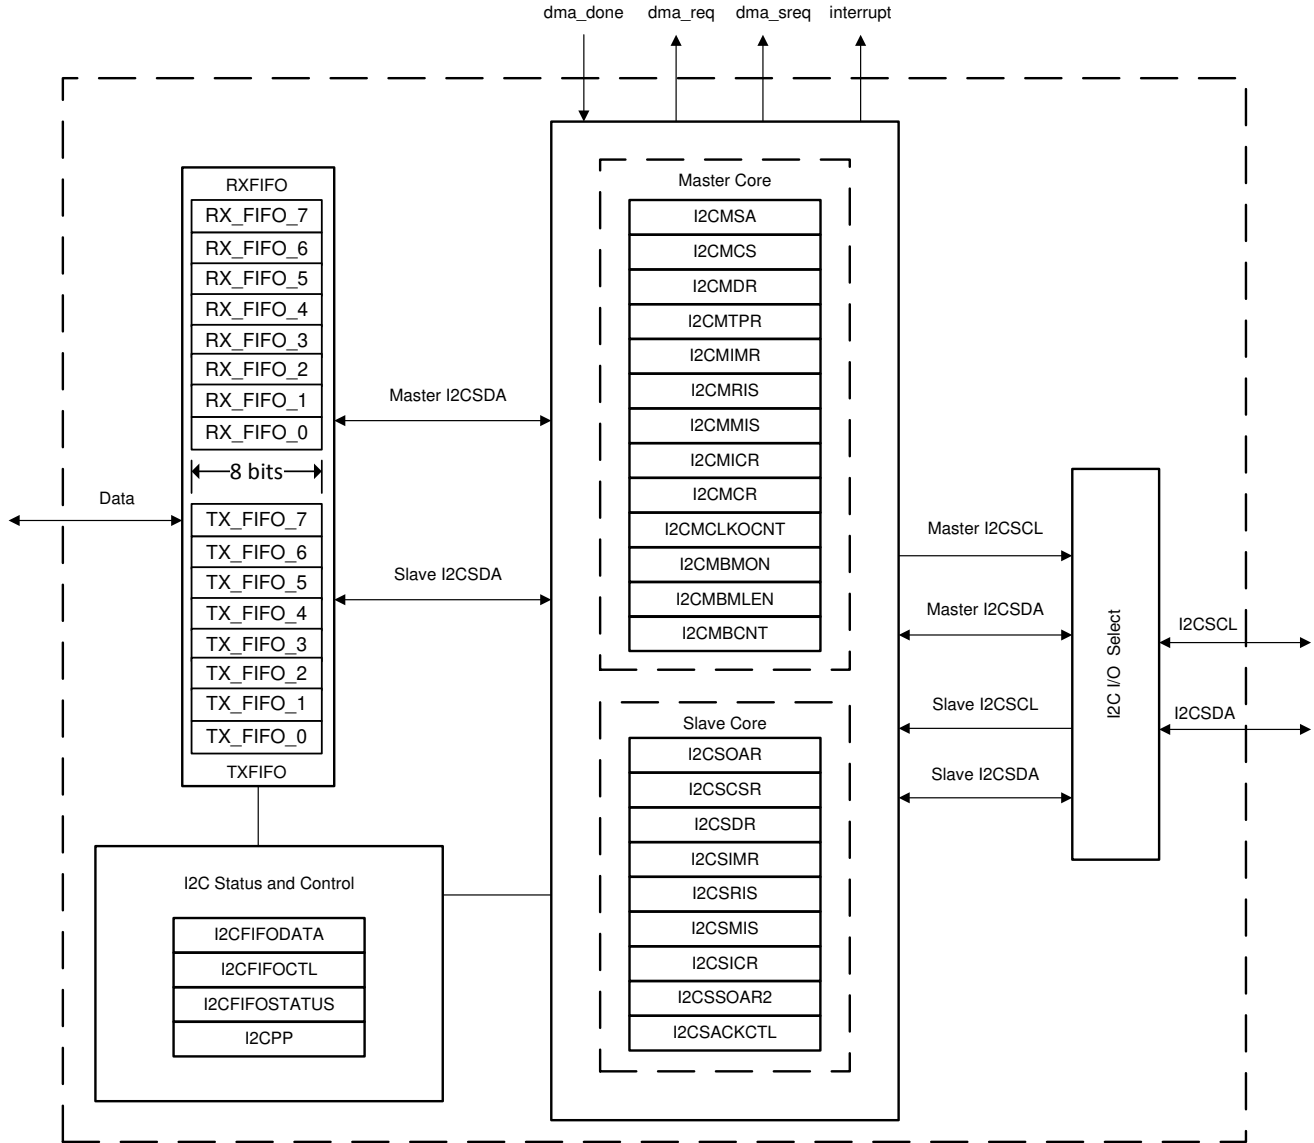 dma_done
dma_req
dma_sreq
interrupt
RXFIFO
RX_FIFO_7
RX_FIFO_6
RX_FIFO_5
RX_FIFO_4
RX_FIFO_3
RX_FIFO_2
RX_FIFO_1
RX_FIFO_0
8 bits
TX_FIFO_7
TX_FIFO_6
TX_FIFO_5
TX_FIFO_4
TX_FIFO_3
TX_FIFO_2
TX_FIFO_1
TX_FIFO_0
TXFIFO
Data
Master I2CSDA
Slave I2CSDA
I2C Status and Control
I2CFIFODATA
I2CFIFOCTL
I2CFIFOSTATUS
I2CPP
Master Core
I2CMSA
I2CMCS
I2CMDR
I2CMTPR
I2CMIMR
I2CMRIS
I2CMMIS
I2CMICR
I2CMCR
I2CMCLKOCNT
I2CMBMON
I2CMBMLEN
I2CMBCNT
Slave Core
I2CSOAR
I2CSCSR
I2CSDR
I2CSIMR
I2CSRIS
I2CSMIS
I2CSICR
I2CSSOAR2
I2CSACKCTL
Master I2CSCL
Master I2CSDA
Slave I2CSCL
Slave I2CSDA
I2C I/O Select
I2CSCL
I2CSDA